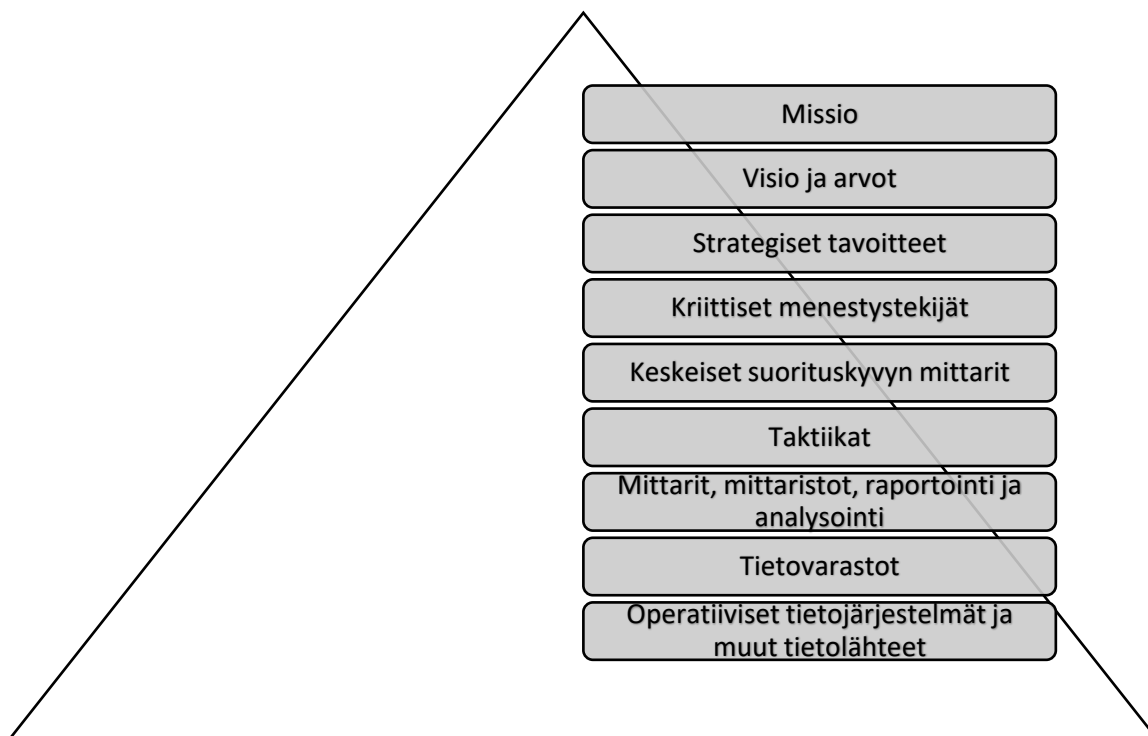 Missio
Visio ja arvot
Strategiset tavoitteet
Kriittiset menestystekijät
Keskeiset suorituskyvyn mittarit
Taktiikat
Mittarit, mittaristot, raportointi ja
analysointi
Tietovarastot
Operatiiviset tietojärjestelmät ja
muut tietolähteet